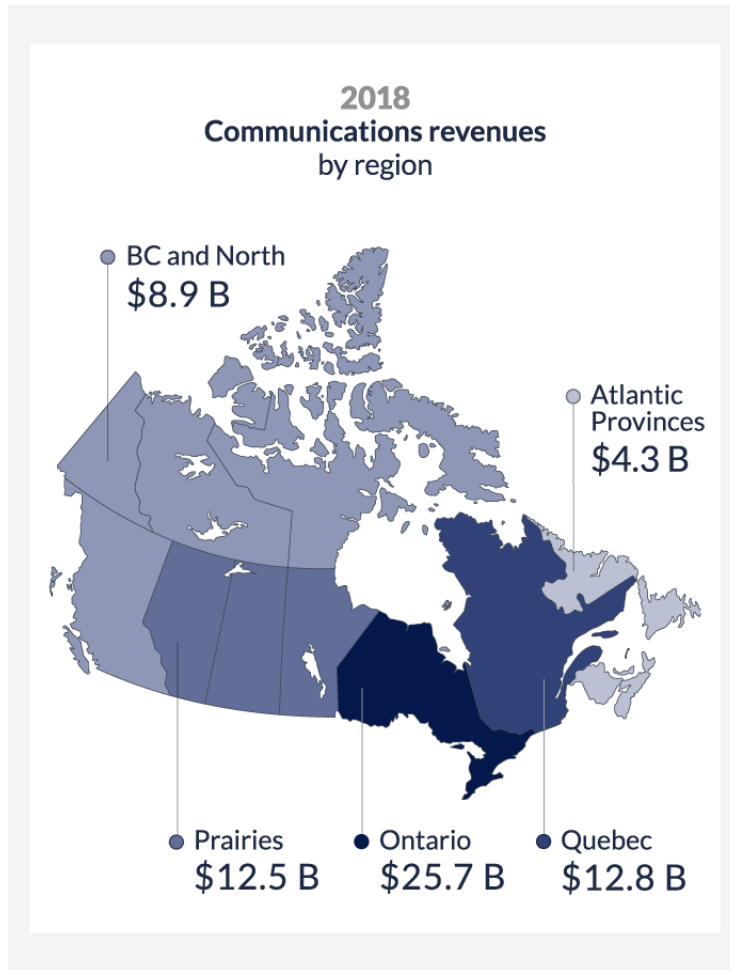 2018
Communications revenues
by region
BC and North
$8.9 B
Atlantic
Provinces
$4.3 B
Prairies
$12.5 B
Ontario
$25.7 B
Quebec
$12.8 B